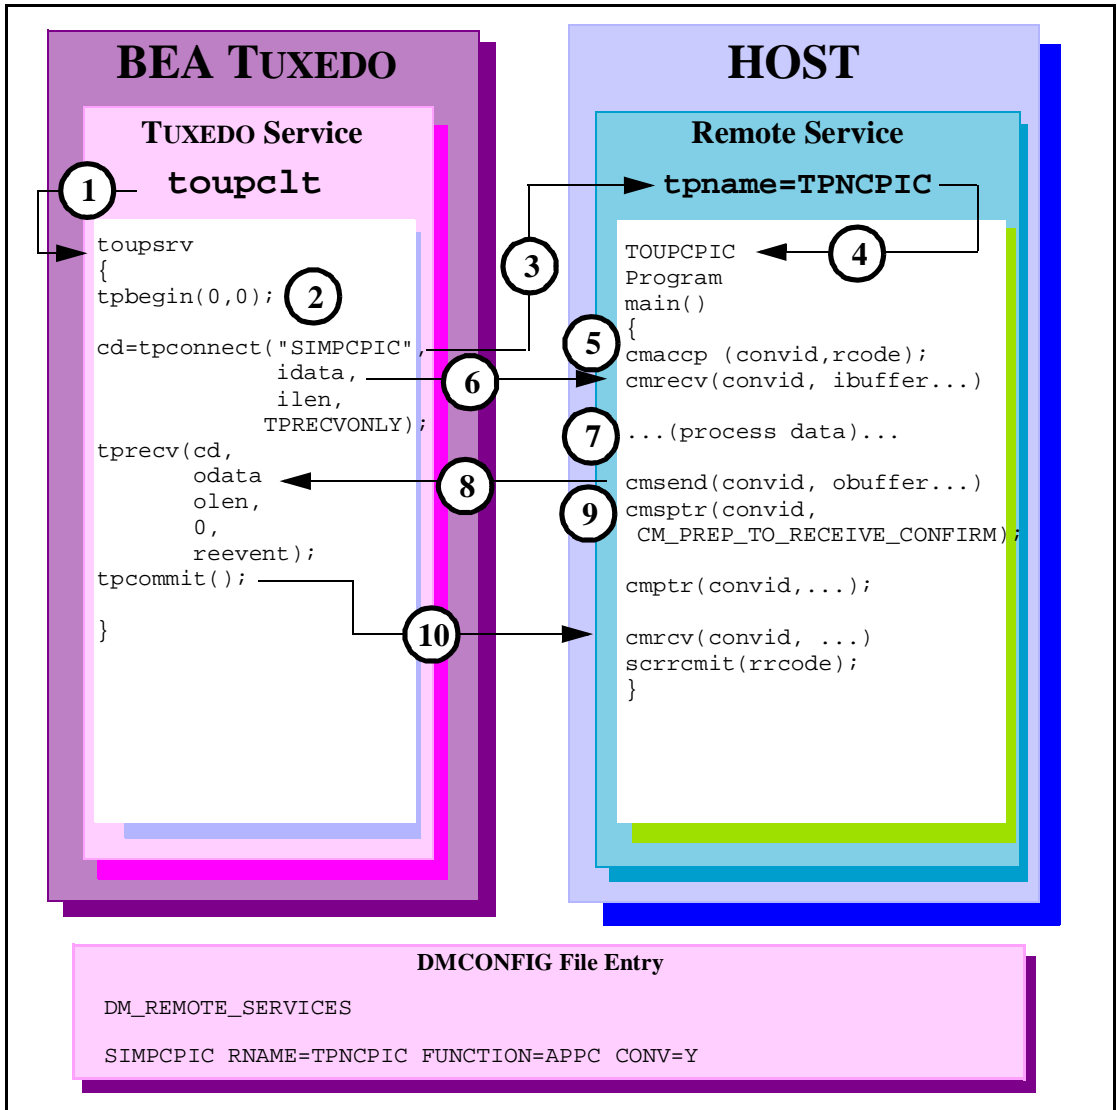 BEA TUXEDO
TUXEDO Service
toupclt
1
toupsrv
{
tpbegin(0,0);
2
cd=tpconnect("SIMPCPIC",
idata,
ilen,
TPRECVONLY);
tprecv(cd,
odata
olen,
0,
reevent);
tpcommit();
}
3
6
8
10
HOST
Remote Service
tpname=TPNCPIC
TOUPCPIC
4
Program
main()
{
5
cmaccp (convid,rcode);
cmrecv(convid, ibuffer...)
7
...(process data)...
cmsend(convid, obuffer...)
9
cmsptr(convid,
CM_PREP_TO_RECEIVE_CONFIRM);
cmptr(convid,...);
cmrcv(convid, ...)
scrrcmit(rrcode);
}
DMCONFIG File Entry
DM_REMOTE_SERVICES
SIMPCPIC RNAME=TPNCPIC FUNCTION=APPC CONV=Y